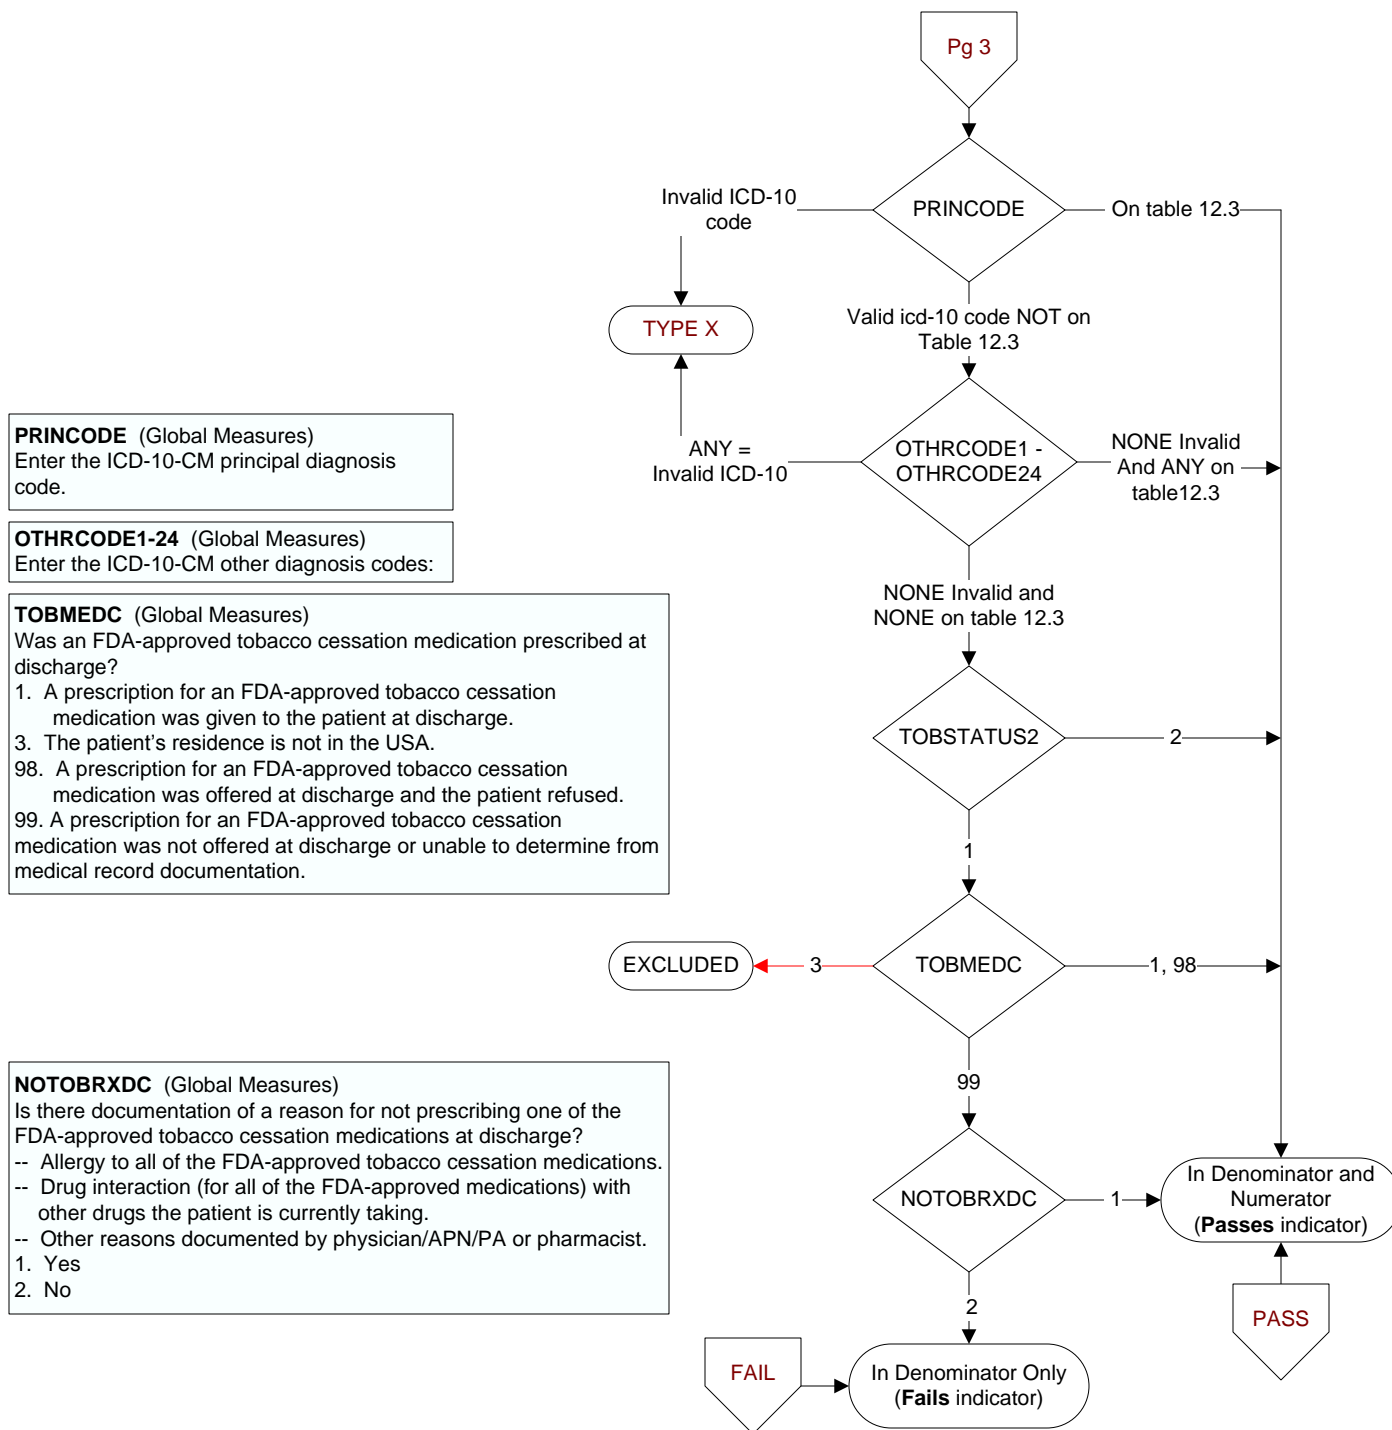 Pg 3
PRINCODE
Invalid ICD-10
code
On table 12.3
TYPE X
Valid icd-10 code NOT on
Table 12.3
OTHRCODE1 -
OTHRCODE24
ANY =
Invalid ICD-10
NONE Invalid
And ANY on
table12.3
NONE Invalid and
NONE on table 12.3
TOBSTATUS2
2
1
TOBMEDC
3
EXCLUDED
1, 98
99
NOTOBRXDC
1
In Denominator and
Numerator
(Passes indicator)
2
PASS
FAIL
In Denominator Only
(Fails indicator)
PRINCODE (Global Measures)
Enter the ICD-10-CM principal diagnosis
code.
OTHRCODE1-24 (Global Measures)
Enter the ICD-10-CM other diagnosis codes:
TOBMEDC (Global Measures)
Was an FDA-approved tobacco cessation medication prescribed at
discharge?
1. A prescription for an FDA-approved tobacco cessation
medication was given to the patient at discharge.
3. The patient's residence is not in the USA.
98. A prescription for an FDA-approved tobacco cessation
medication was offered at discharge and the patient refused.
99. A prescription for an FDA-approved tobacco cessation
medication was not offered at discharge or unable to determine from
medical record documentation.
NOTOBRXDC (Global Measures)
Is there documentation of a reason for not prescribing one of the
FDA-approved tobacco cessation medications at discharge?
-- Allergy to all of the FDA-approved tobacco cessation medications.
-- Drug interaction (for all of the FDA-approved medications) with
other drugs the patient is currently taking.
-- Other reasons documented by physician/APN/PA or pharmacist.
1. Yes
2. No